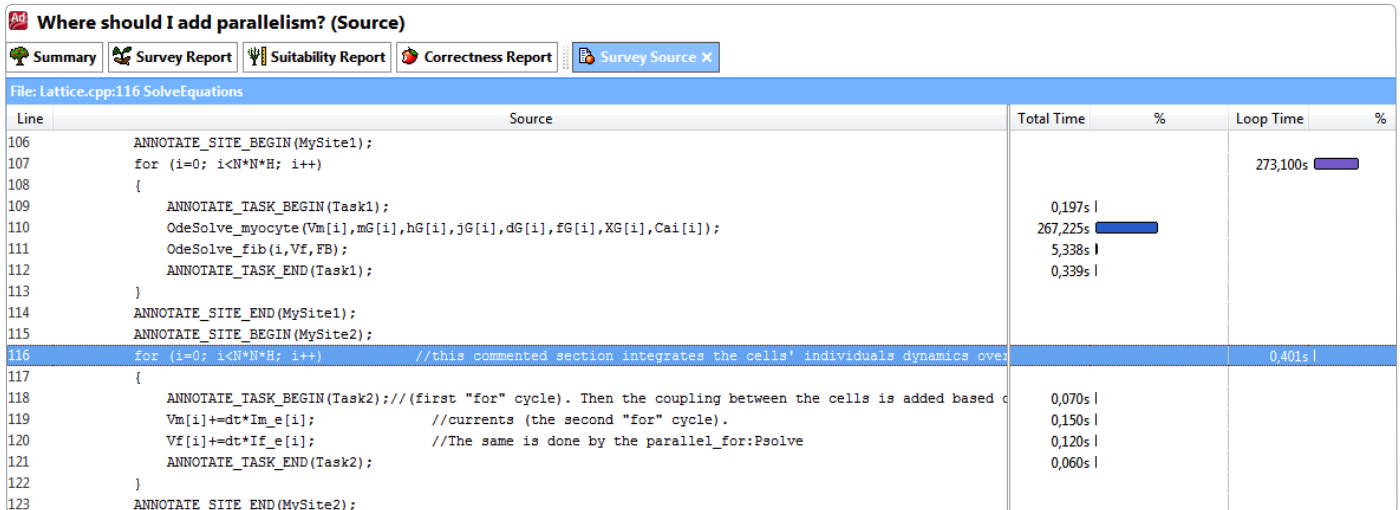 Ad Where should I add parallelism? (Source)
Summary Survey Report Suitability Report Correctness Report Survey Source ×
File: Lattice.cpp:116 SolveEquations
Line Source Total Time % Loop Time %
106 ANNOTATE_SITE_BEGIN(MySite1);
107 for (i=0; i<N*N*H; i++) 273,100s
108 {
109 ANNOTATE_TASK_BEGIN(Task1); 0,197s
110 OdeSolve_myocyte(Vm[i],mG[i],hG[i],jG[i],dG[i],fG[i],XG[i],Cai[i]); 267,225s
111 OdeSolve_fib(i,Vf,FB); 5,338s
112 ANNOTATE_TASK_END(Task1); 0,339s
113 }
114 ANNOTATE_SITE_END(MySite1);
115 ANNOTATE_SITE_BEGIN(MySite2);
116 for (i=0; i<N*N*H; i++) //this commented section integrates the cells' individuals dynamics over 0,401s
117 {
118 ANNOTATE_TASK_BEGIN(Task2);//(first "for" cycle). Then the coupling between the cells is added based 0,070s
119 Vm[i]+=dt*Im_e[i]; //currents (the second "for" cycle). 0,150s
120 Vf[i]+=dt*If_e[i]; //The same is done by the parallel_for:Psolve 0,120s
121 ANNOTATE_TASK_END(Task2); 0,060s
122 }
123 ANNOTATE_SITE_END(MySite2);